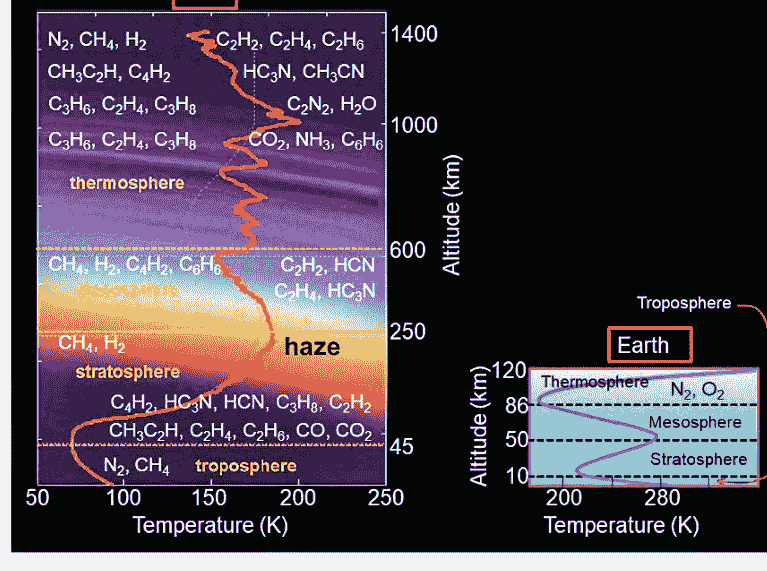 N₂, CH₄, H₂
C₂H₂, C₂H₄, C₂H₆
CH₃C₂H, C₄H₂
HC₃N, CH₃CN
C₃H₆, C₂H₄, C₃H₈
C₂N₂, H₂O
C₃H₆, C₂H₄, C₃H₈
CO₂, NH₃, C₆H₆
thermosphere
CH₄, H₂, C₄H₂, C₆H₆
C₂H₂, HCN
C₂H₄, HC₃N
CH₄, H₂
haze
stratosphere
C₄H₂, HC₃N, HCN, C₃H₈, C₂H₂
CH₃C₂H, C₂H₄, C₂H₆, CO, CO₂
N₂, CH₄
troposphere
1400
1000
600
250
45
Altitude (km)
50 100 150 200 250
Temperature (K)
Troposphere
Earth
120
86
50
10
Altitude (km)
Thermosphere
N₂, O₂
Mesosphere
Stratosphere
200 280
Temperature (K)